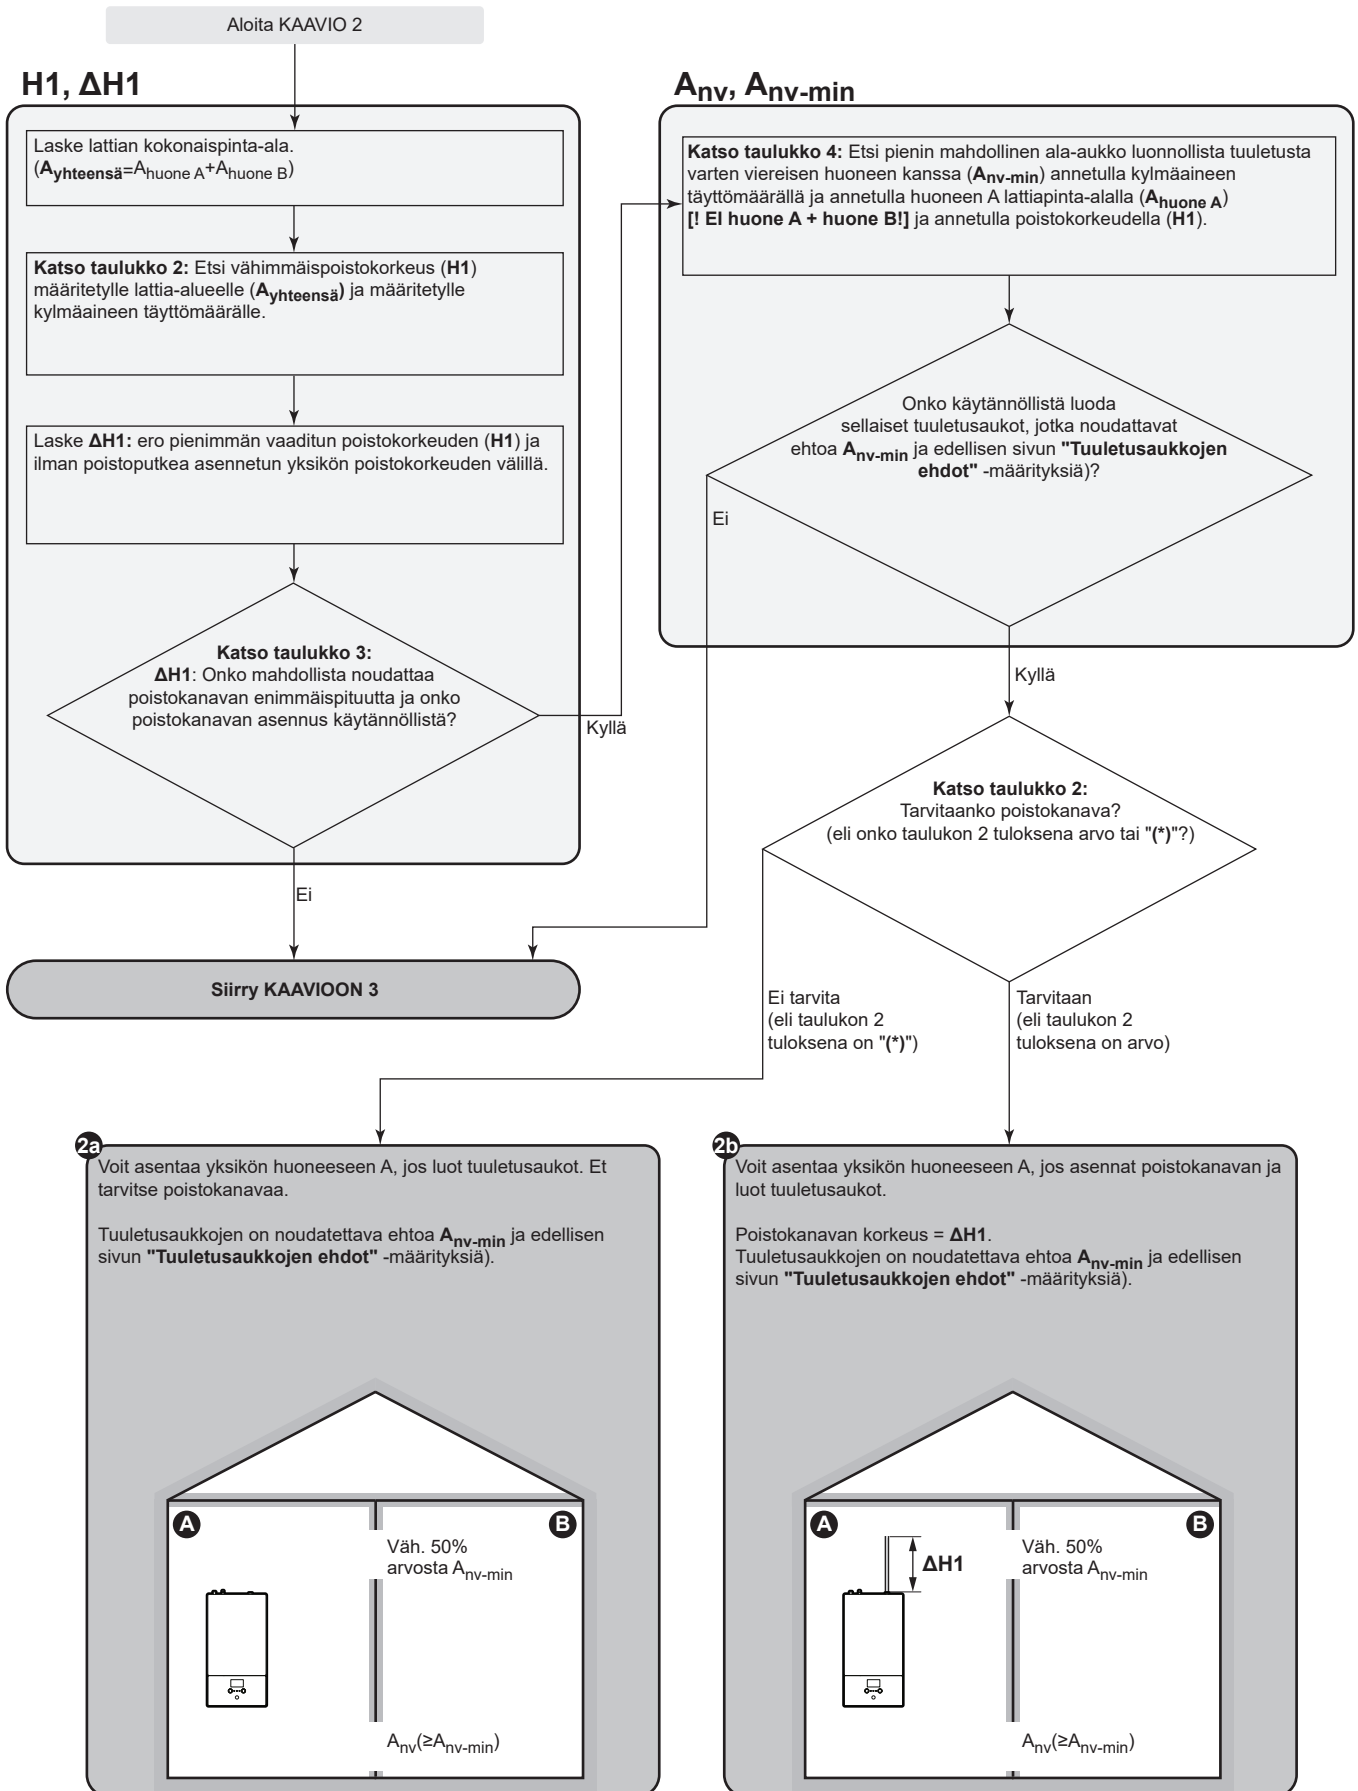 Aloita KAAVIO 2
H1, ΔH1
Laske lattian kokonaispinta-ala.
(Ayhteensä=Ahuone A+Ahuone B)
Katso taulukko 2: Etsi vähimmäispoistokorkeus (H1)
määritetylle lattia-alueelle (Ayhteensä) ja määritetylle
kylmäaineen täyttömäärälle.
Laske ΔH1: ero pienimmän vaaditun poistokorkeuden (H1) ja
ilman poistoputkea asennetun yksikön poistokorkeuden välillä.
Katso taulukko 3:
ΔH1: Onko mahdollista noudattaa
poistokanavan enimmäispituutta ja onko
poistokanavan asennus käytännöllistä?
Kyllä
Ei
Siirry KAAVIOON 3
Anv, Anv-min
Katso taulukko 4: Etsi pienin mahdollinen ala-aukko luonnollista tuuletusta
varten viereisen huoneen kanssa (Anv-min) annetulla kylmäaineen
täyttömäärällä ja annetulla huoneen A lattiapinta-alalla (Ahuone A)
[! EI huone A + huone B!] ja annetulla poistokorkeudella (H1).
Onko käytännöllistä luoda
sellaiset tuuletusaukot, jotka noudattavat
ehtoa Anv-min ja edellisen sivun "Tuuletusaukkojen
ehdot" -määrityksiä)?
Ei
Kyllä
Katso taulukko 2:
Tarvitaanko poistokanava?
(eli onko taulukon 2 tuloksena arvo tai "(*)"?)
Ei tarvita
(eli taulukon 2
tuloksena on "(*)")
Tarvitaan
(eli taulukon 2
tuloksena on arvo)
2a
Voit asentaa yksikön huoneeseen A, jos luot tuuletusaukot. Et
tarvitse poistokanavaa.
Tuuletusaukkojen on noudatettava ehtoa Anv-min ja edellisen
sivun "Tuuletusaukkojen ehdot" -määrityksiä).
A
B
Väh. 50%
arvosta Anv-min
Anv(≥Anv-min)
2b
Voit asentaa yksikön huoneeseen A, jos asennat poistokanavan ja
luot tuuletusaukot.
Poistokanavan korkeus = ΔH1.
Tuuletusaukkojen on noudatettava ehtoa Anv-min ja edellisen
sivun "Tuuletusaukkojen ehdot" -määrityksiä).
A
B
ΔH1
Väh. 50%
arvosta Anv-min
Anv(≥Anv-min)